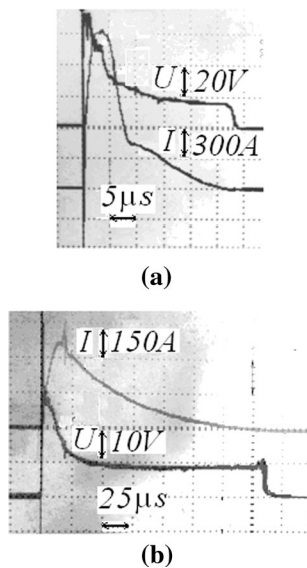 U 20V
I 300A
5μs
(a)
I 150A
U 10V
25μs
(b)